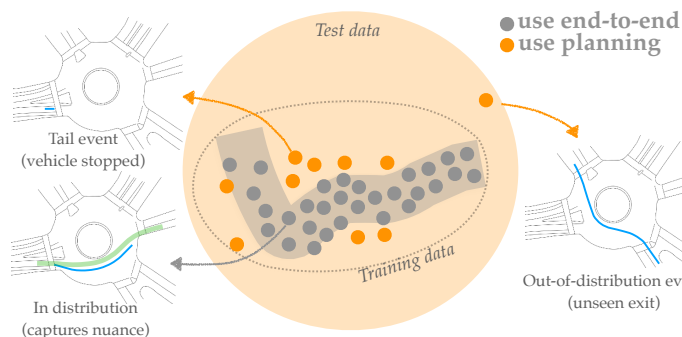 Test data
use end-to-end
use planning
Tail event
(vehicle stopped)
Training data
In distribution
(captures nuance)
Out-of-distribution ev
(unseen exit)